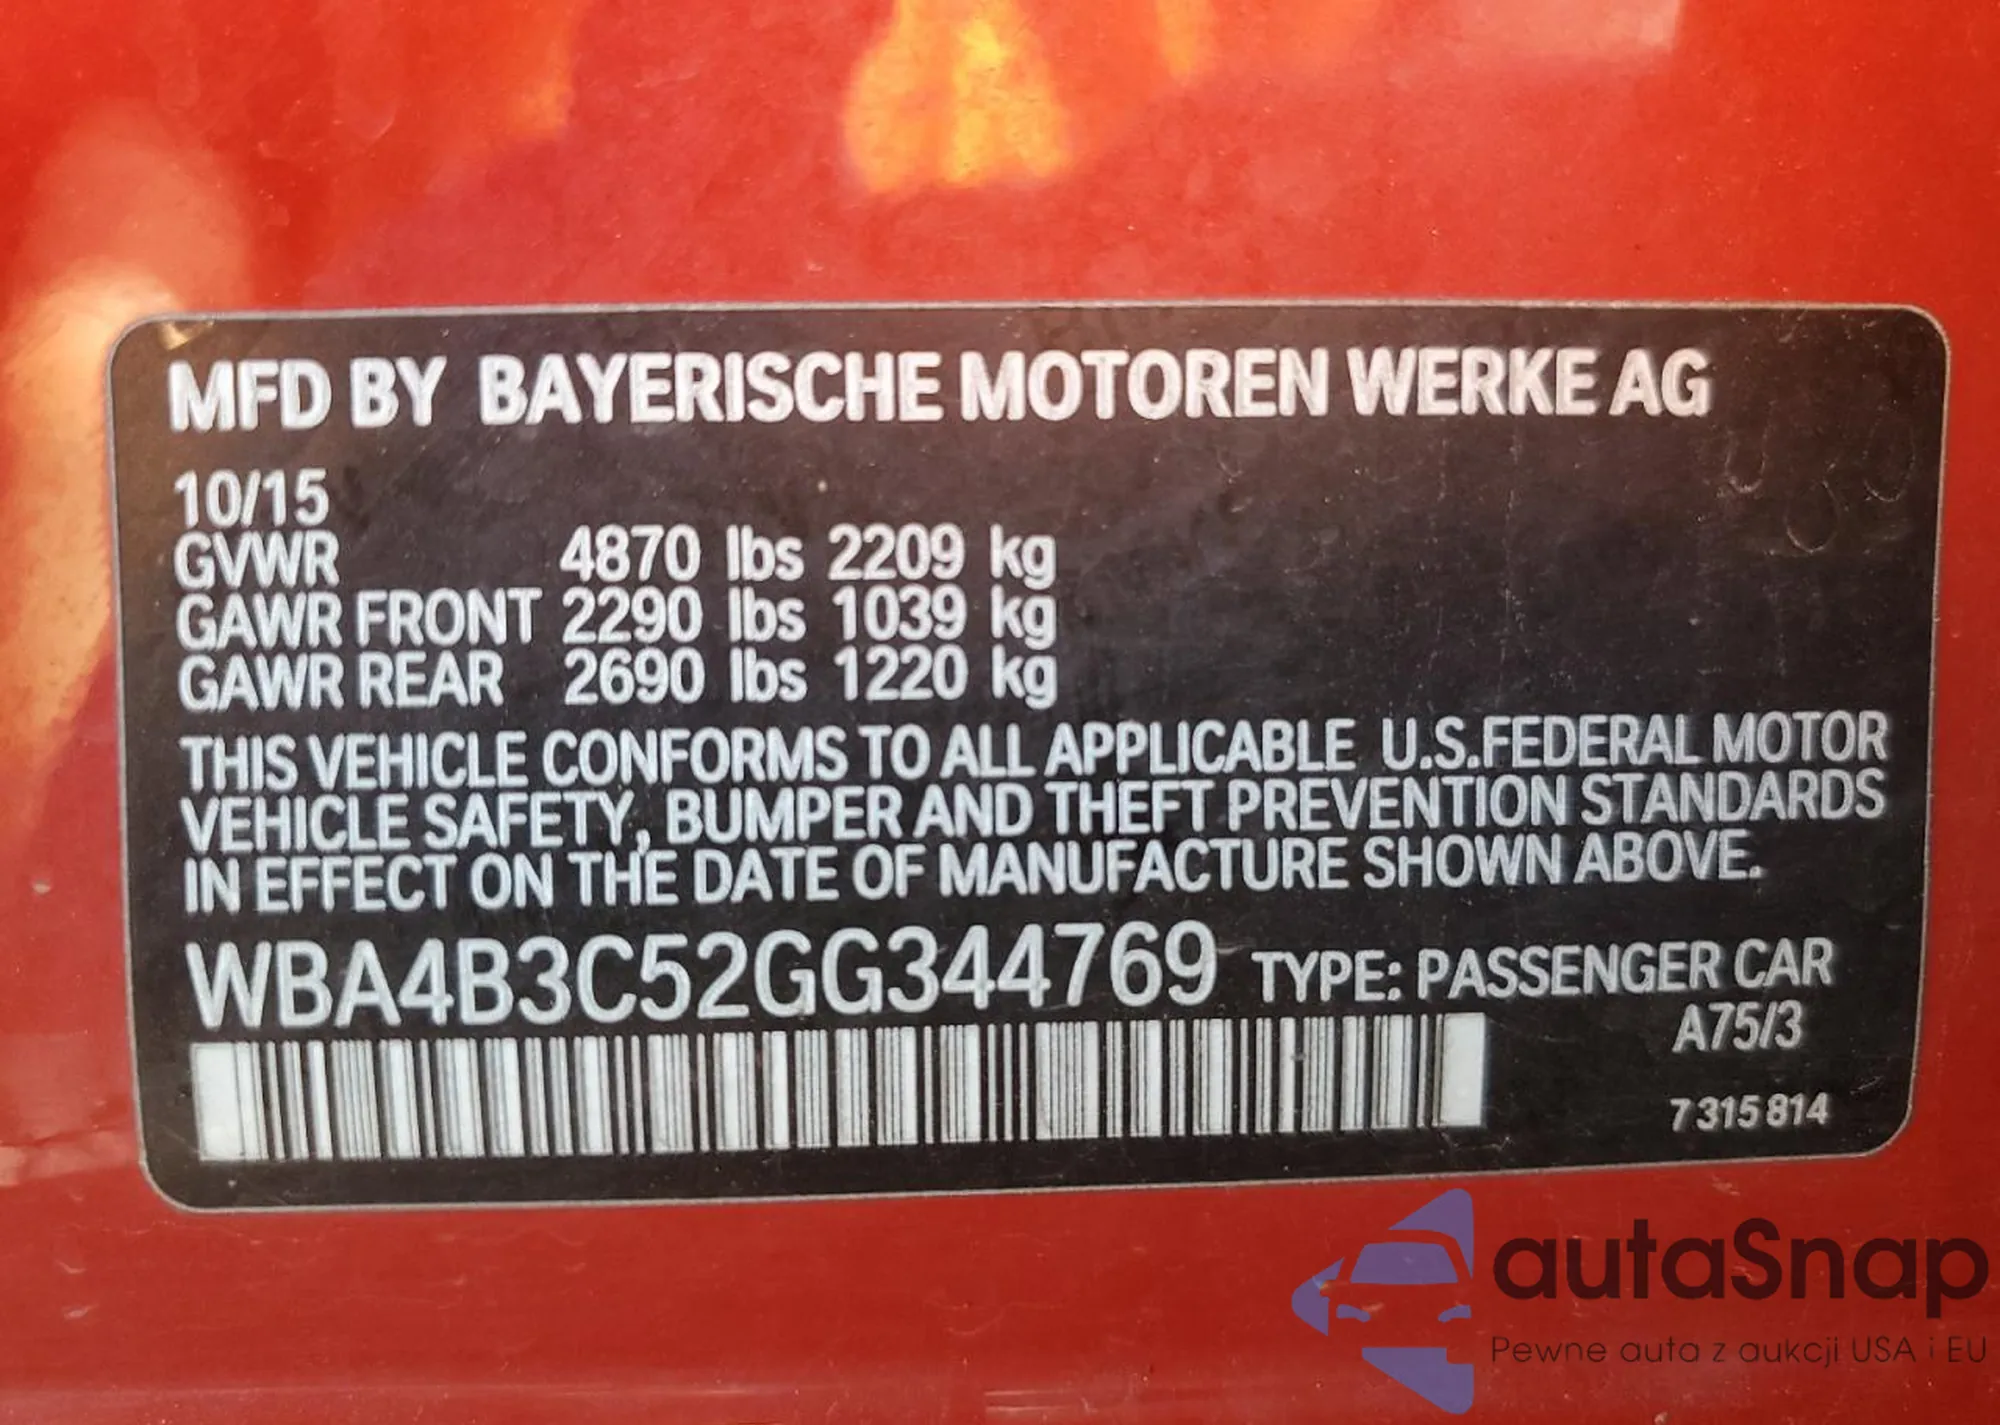 MFD BY BAYERISCHE MOTOREN WERKE AG
10/15
GVWR 4870 lbs 2209 kg
GAWR FRONT 2290 lbs 1039 kg
GAWR REAR 2690 lbs 1220 kg
THIS VEHICLE CONFORMS TO ALL APPLICABLE U.S.FEDERAL MOTOR
VEHICLE SAFETY, BUMPER AND THEFT PREVENTION STANDARDS
IN EFFECT ON THE DATE OF MANUFACTURE SHOWN ABOVE.
WBA4B3C52GG344769 TYPE: PASSENGER CAR
A75/3
7 315 814
autaSnap
Pewne auta z aukcji USA i EU